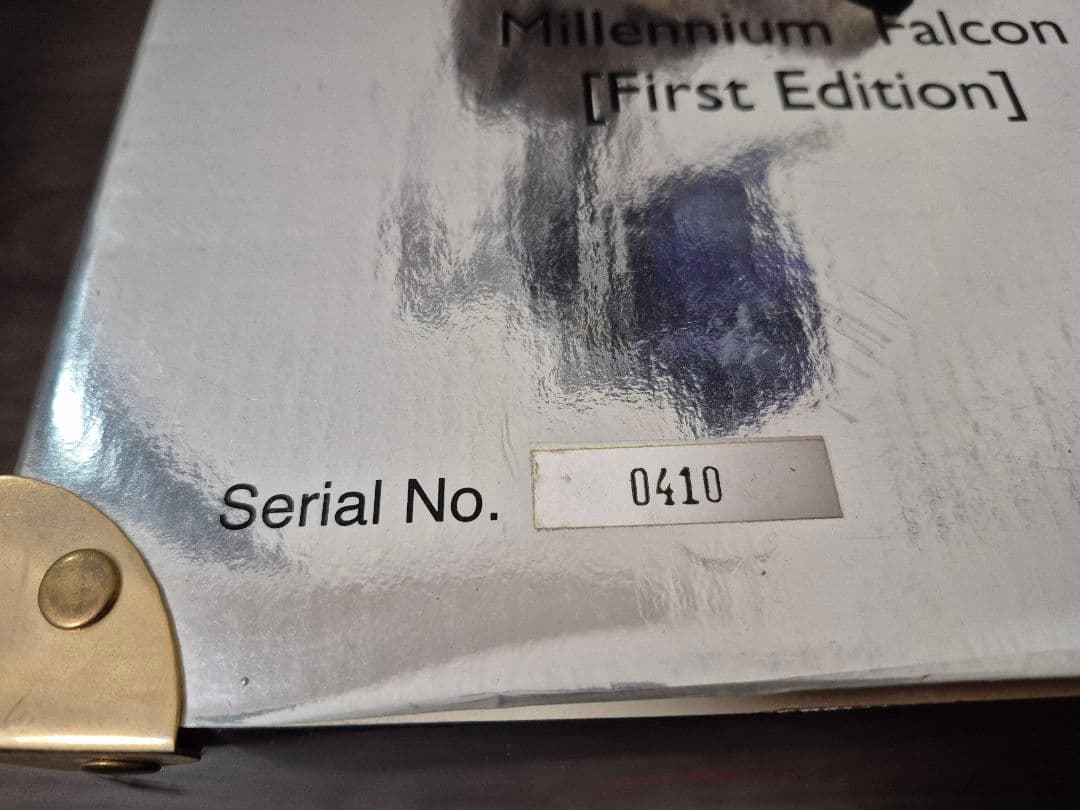 Millennium Falcon
[First Edition]
Serial No. 0410